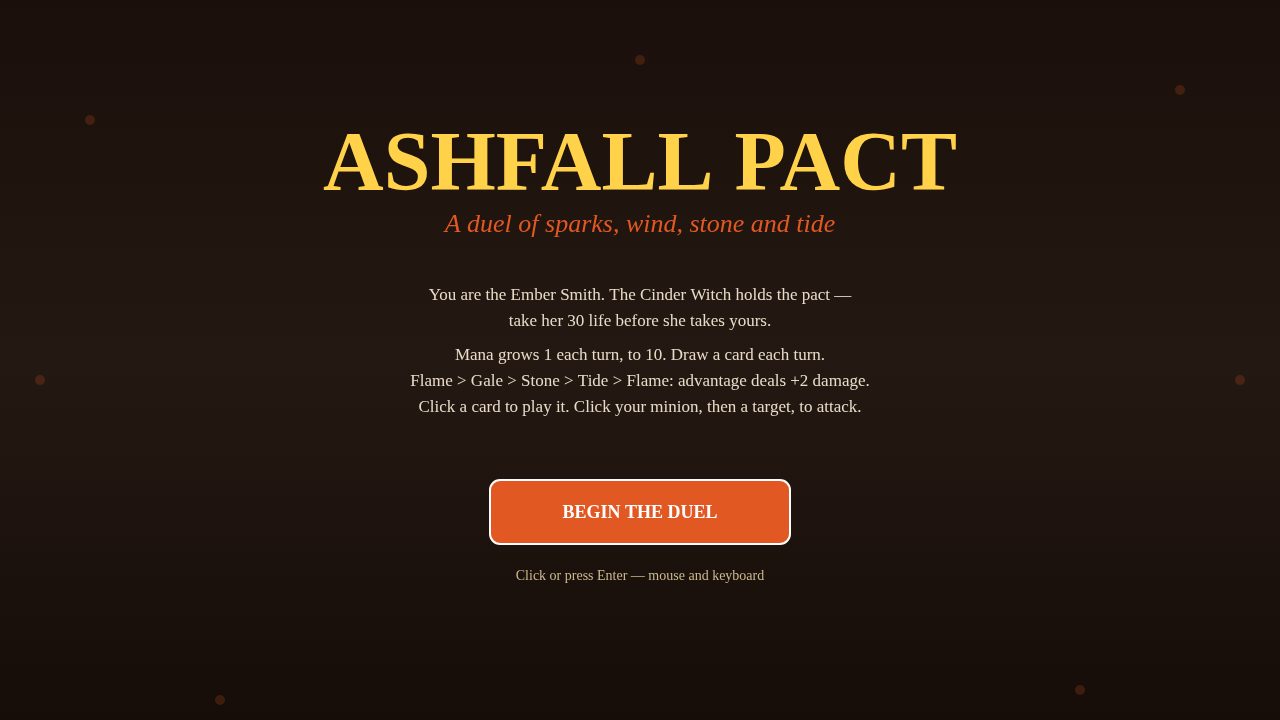 ASHFALL PACT
A duel of sparks, wind, stone and tide
You are the Ember Smith. The Cinder Witch holds the pact —
take her 30 life before she takes yours.
Mana grows 1 each turn, to 10. Draw a card each turn.
Flame > Gale > Stone > Tide > Flame: advantage deals +2 damage.
Click a card to play it. Click your minion, then a target, to attack.
BEGIN THE DUEL
Click or press Enter — mouse and keyboard